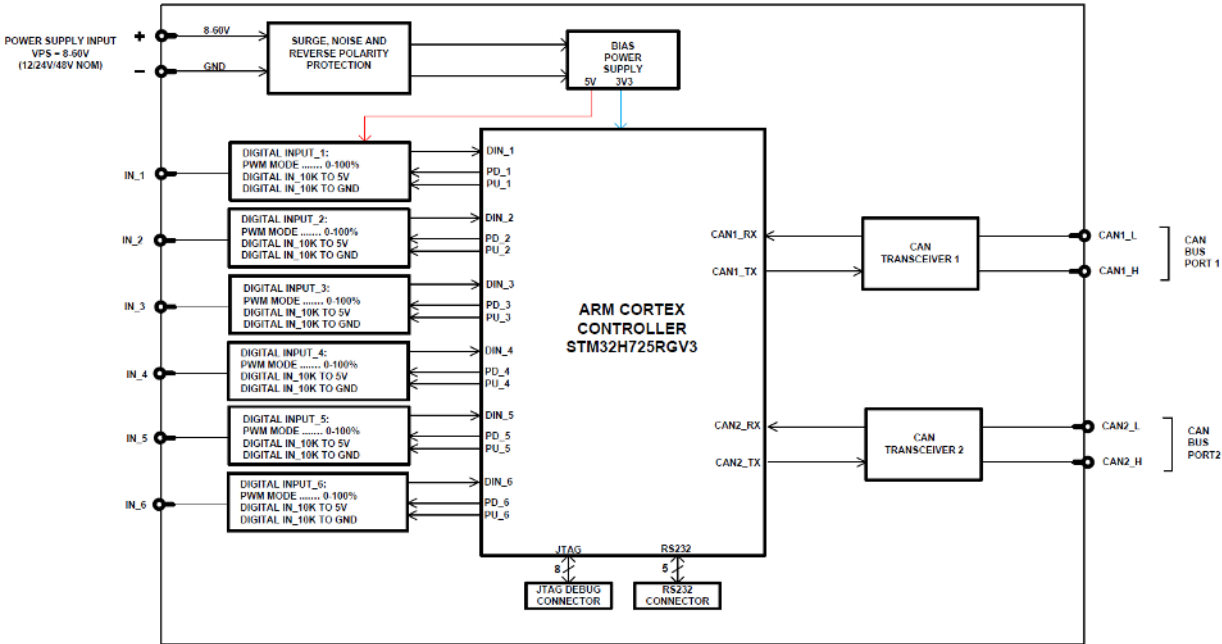 POWER SUPPLY INPUT
VPS = 8-60V
(12/24V/48V NOM)
+
8-60V
−
GND
SURGE, NOISE AND
REVERSE POLARITY
PROTECTION
BIAS
POWER
SUPPLY
5V 3V3
IN_1
DIGITAL INPUT_1:
PWM MODE ....... 0-100%
DIGITAL IN_10K TO 5V
DIGITAL IN_10K TO GND
DIN_1
PD_1
PU_1
IN_2
DIGITAL INPUT_2:
PWM MODE ....... 0-100%
DIGITAL IN_10K TO 5V
DIGITAL IN_10K TO GND
DIN_2
PD_2
PU_2
IN_3
DIGITAL INPUT_3:
PWM MODE ....... 0-100%
DIGITAL IN_10K TO 5V
DIGITAL IN_10K TO GND
DIN_3
PD_3
PU_3
IN_4
DIGITAL INPUT_4:
PWM MODE ....... 0-100%
DIGITAL IN_10K TO 5V
DIGITAL IN_10K TO GND
DIN_4
PD_4
PU_4
IN_5
DIGITAL INPUT_5:
PWM MODE ....... 0-100%
DIGITAL IN_10K TO 5V
DIGITAL IN_10K TO GND
DIN_5
PD_5
PU_5
IN_6
DIGITAL INPUT_6:
PWM MODE ....... 0-100%
DIGITAL IN_10K TO 5V
DIGITAL IN_10K TO GND
DIN_6
PD_6
PU_6
ARM CORTEX
CONTROLLER
STM32H725RGV3
CAN1_RX
CAN1_TX
CAN
TRANSCEIVER 1
CAN1_L
CAN1_H
CAN
BUS
PORT 1
CAN2_RX
CAN2_TX
CAN
TRANSCEIVER 2
CAN2_L
CAN2_H
CAN
BUS
PORT2
JTAG
8
JTAG DEBUG
CONNECTOR
RS232
5
RS232
CONNECTOR